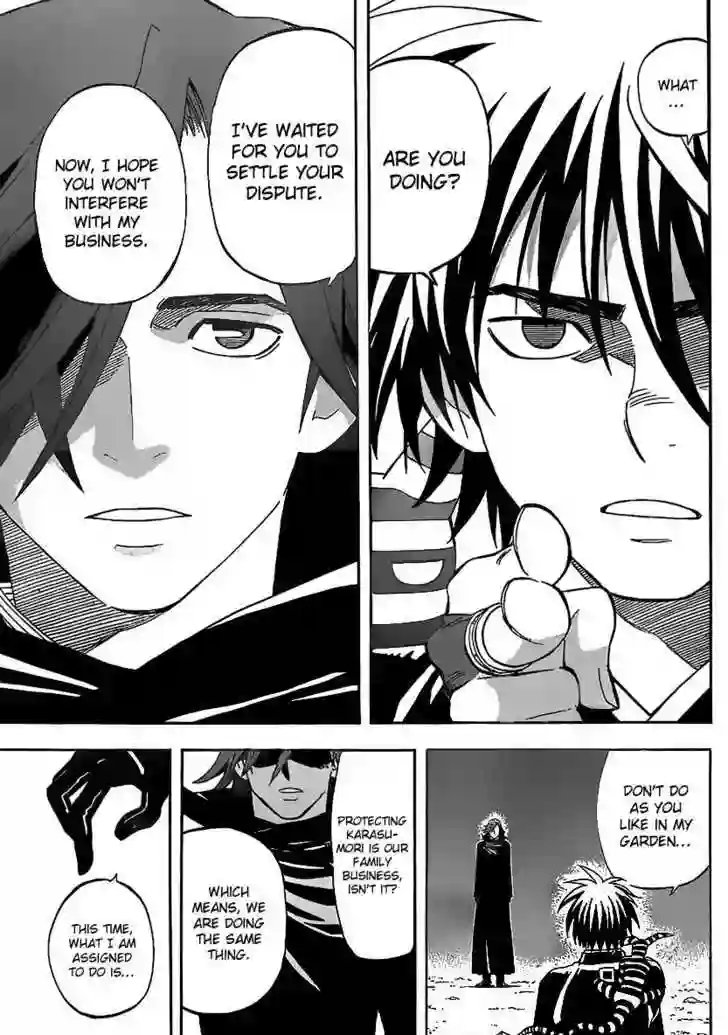 WHAT
...
ARE YOU
DOING?
I'VE WAITED
FOR YOU TO
SETTLE YOUR
DISPUTE.
NOW, I HOPE
YOU WON'T
INTERFERE
WITH MY
BUSINESS.
DON'T DO
AS YOU
LIKE IN MY
GARDEN...
PROTECTING
KARASU-
MORI IS OUR
FAMILY
BUSINESS,
ISN'T IT?
WHICH
MEANS, WE
ARE DOING
THE SAME
THING.
THIS TIME,
WHAT I AM
ASSIGNED
TO DO IS...